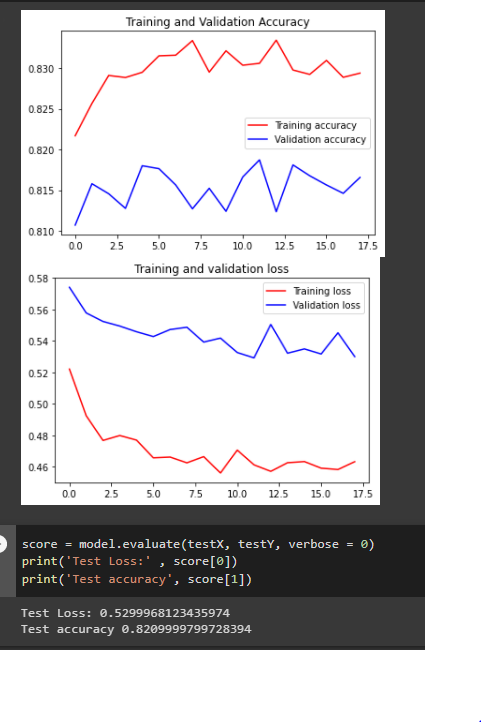 Training and Validation Accuracy
0.830
0.825
0.820
0.815
0.810
Training accuracy
Validation accuracy
0.0 2.5 5.0 7.5 10.0 12.5 15.0 17.5
Training and validation loss
0.58
0.56
0.54
0.52
0.50
0.48
0.46
Training loss
Validation loss
0.0 2.5 5.0 7.5 10.0 12.5 15.0 17.5
score = model.evaluate(testX, testY, verbose = 0)
print('Test Loss:' , score[0])
print('Test accuracy', score[1])
Test Loss: 0.5299968123435974
Test accuracy 0.8209999799728394